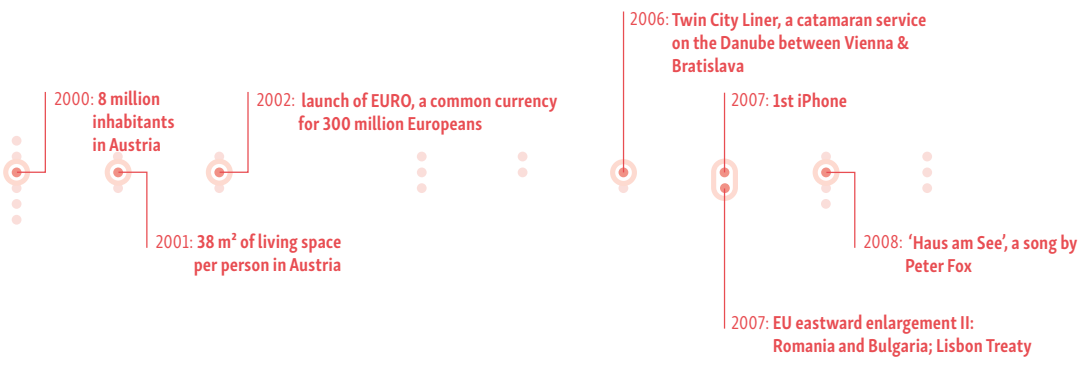 2006: Twin City Liner, a catamaran service
on the Danube between Vienna &
Bratislava
2000: 8 million
inhabitants
in Austria
2002: launch of EURO, a common currency
for 300 million Europeans
2007: 1st iPhone
2001: 38 m² of living space
per person in Austria
2008: ‘Haus am See’, a song by
Peter Fox
2007: EU eastward enlargement II:
Romania and Bulgaria; Lisbon Treaty